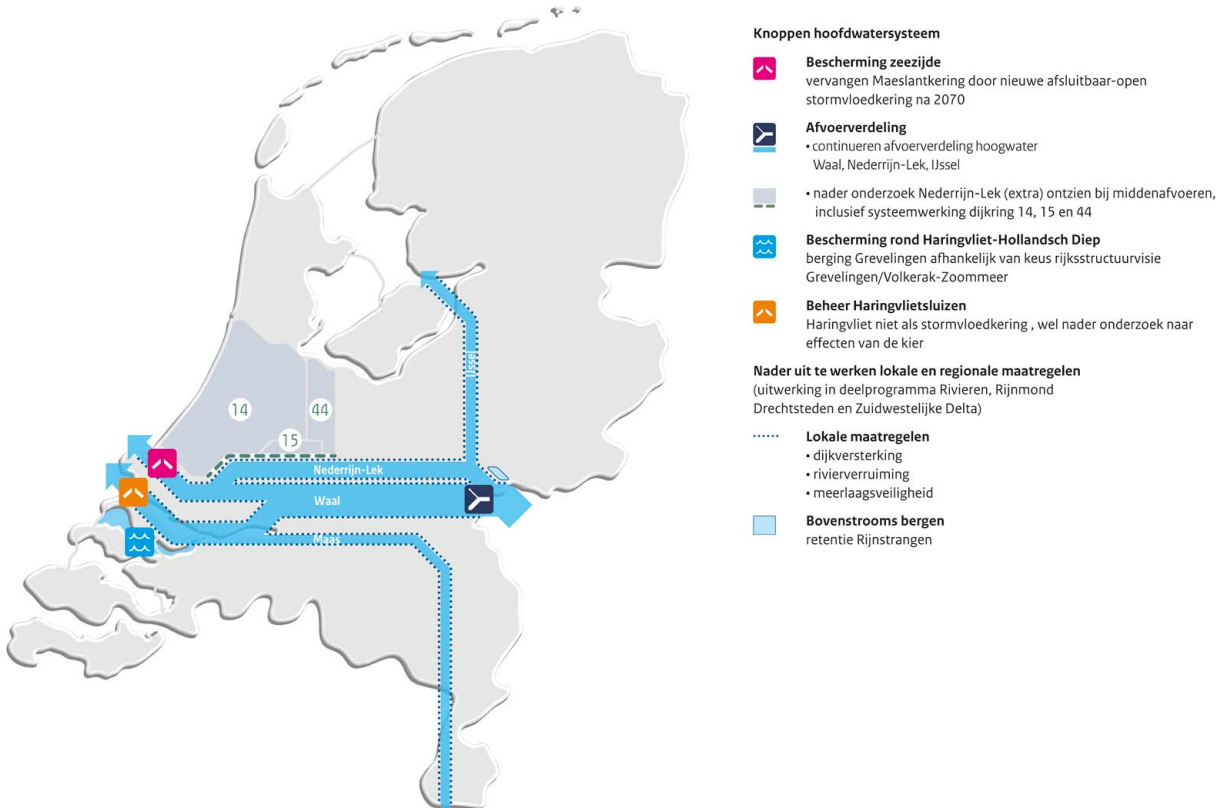 IJssel
14
44
15
Nederrijn-Lek
Waal
Maas
Knoppen hoofdwatersysteem
Bescherming zeezijde
vervangen Maeslantkering door nieuwe afsluitbaar-open
stormvloedkering na 2070
Afvoerverdeling
• continueren afvoerverdeling hoogwater
Waal, Nederrijn-Lek, IJssel
• nader onderzoek Nederrijn-Lek (extra) ontzien bij middenafvoeren,
inclusief systeemwerking dijkring 14, 15 en 44
Bescherming rond Haringvliet-Hollandsch Diep
berging Grevelingen afhankelijk van keus rijksstructuurvisie
Grevelingen/Volkerak-Zoommeer
Beheer Haringvlietsluizen
Haringvliet niet als stormvloedkering , wel nader onderzoek naar
effecten van de kier
Nader uit te werken lokale en regionale maatregelen
(uitwerking in deelprogramma Rivieren, Rijnmond
Drechtsteden en Zuidwestelijke Delta)
Lokale maatregelen
• dijkversterking
• rivierverruiming
• meerlaagsveiligheid
Bovenstrooms bergen
retentie Rijnstrangen